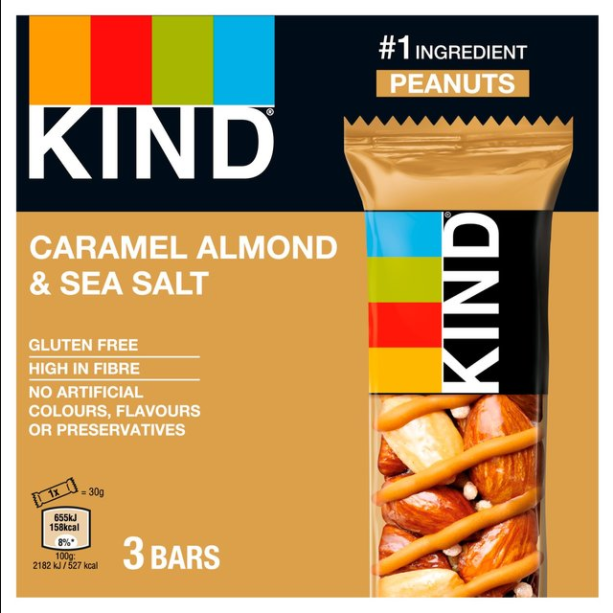 #1 INGREDIENT
PEANUTS
KIND®
KIND®
CARAMEL ALMOND
& SEA SALT
GLUTEN FREE
HIGH IN FIBRE
NO ARTIFICIAL
COLOURS, FLAVOURS
OR PRESERVATIVES
1x = 30g
655kJ
158kcal
8%*
100g:
2182 kJ / 527 kcal
3 BARS